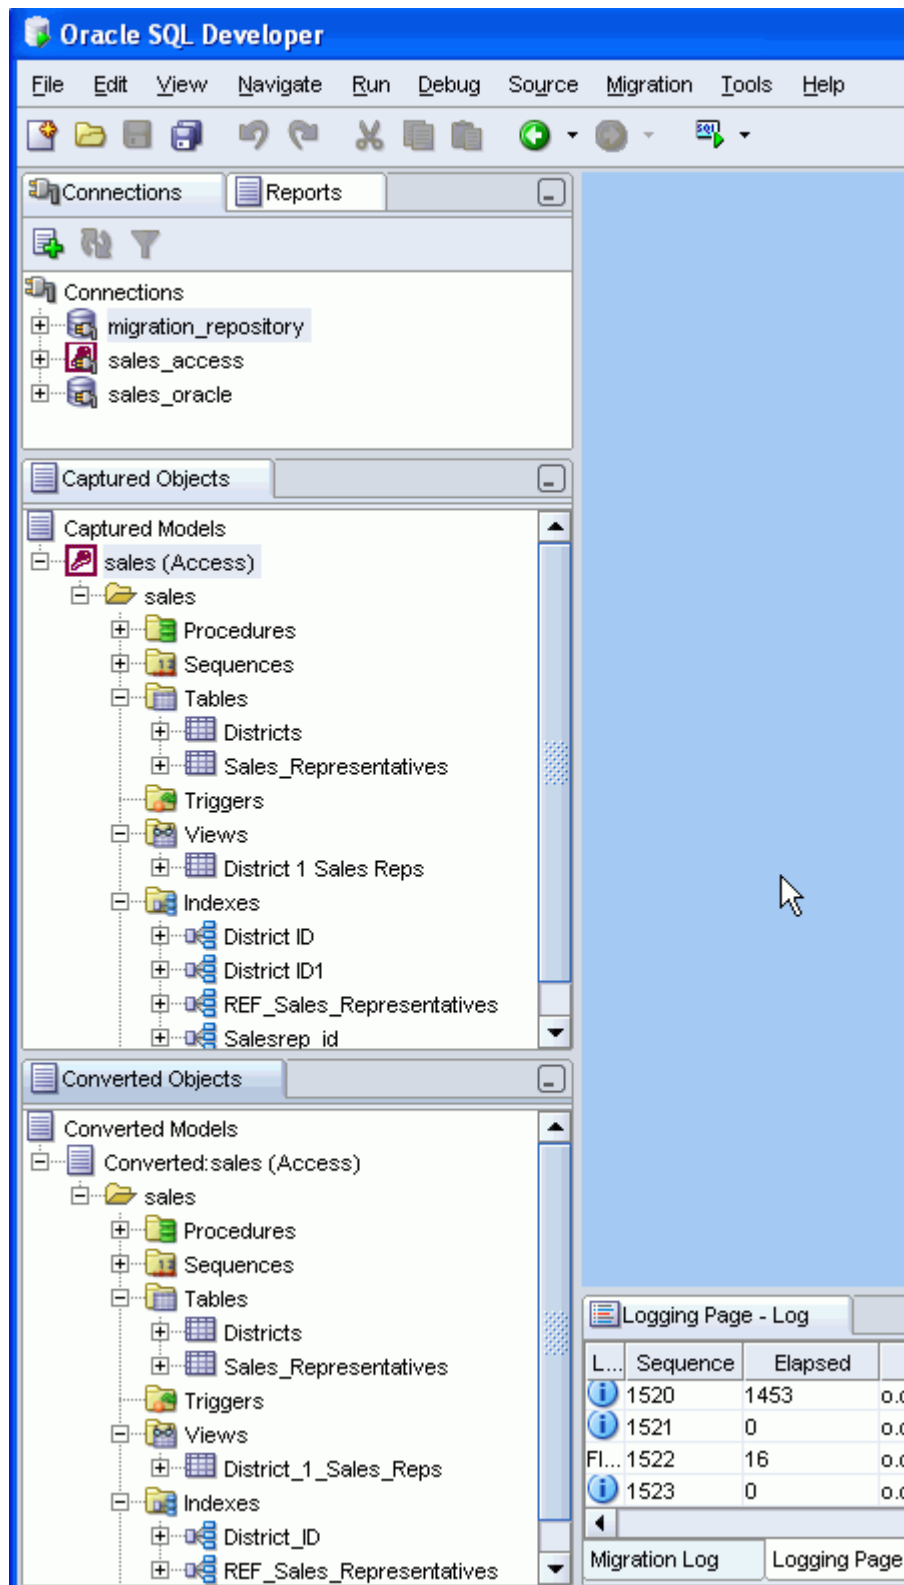 Oracle SQL Developer
File Edit View Navigate Run Debug Source Migration Tools Help
SQL
Connections Reports
Connections
migration_repository
sales_access
sales_oracle
Captured Objects
Captured Models
sales (Access)
sales
Procedures
Sequences
Tables
Districts
Sales_Representatives
Triggers
Views
District 1 Sales Reps
Indexes
District ID
District ID1
REF_Sales_Representatives
Salesrep_id
Converted Objects
Converted Models
Converted:sales (Access)
sales
Procedures
Sequences
Tables
Districts
Sales_Representatives
Triggers
Views
District_1_Sales_Reps
Indexes
District_ID
REF_Sales_Representatives
Logging Page - Log
L... Sequence Elapsed
1520 1453 o.
1521 0 o.
FI... 1522 16 o.
1523 0 o.
Migration Log Logging Page